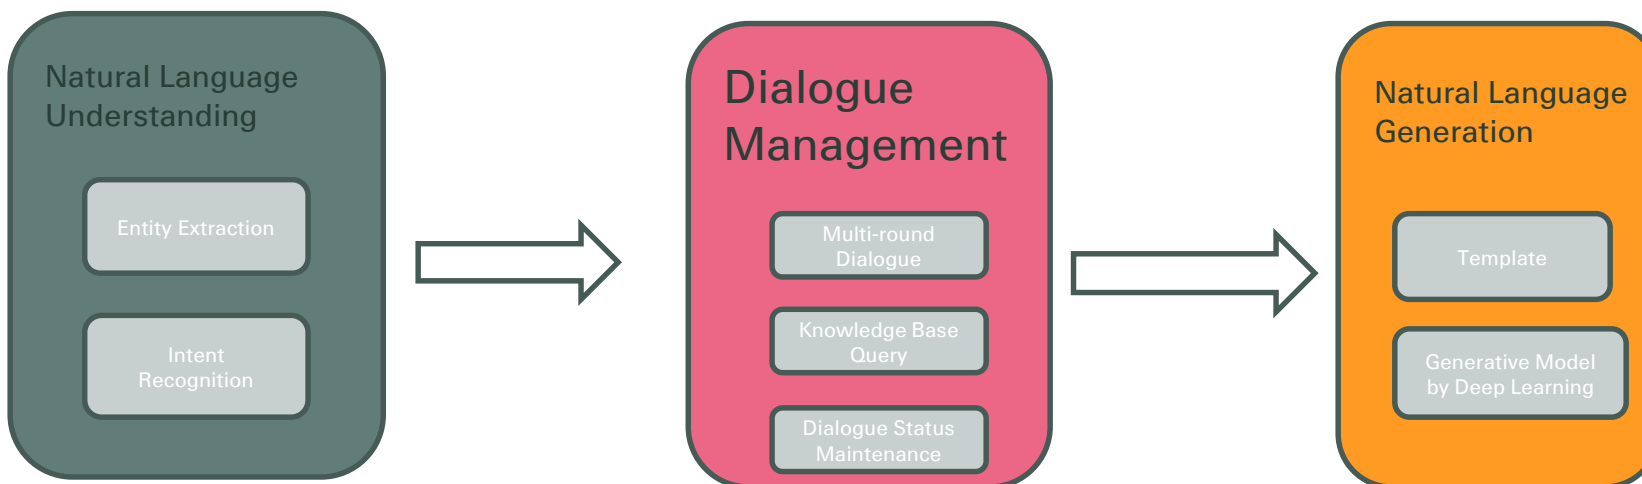 Natural Language
Understanding
Entity Extraction
Intent
Recognition
Dialogue
Management
Multi-round
Dialogue
Knowledge Base
Query
Dialogue Status
Maintenance
Natural Language
Generation
Template
Generative Model
by Deep Learning